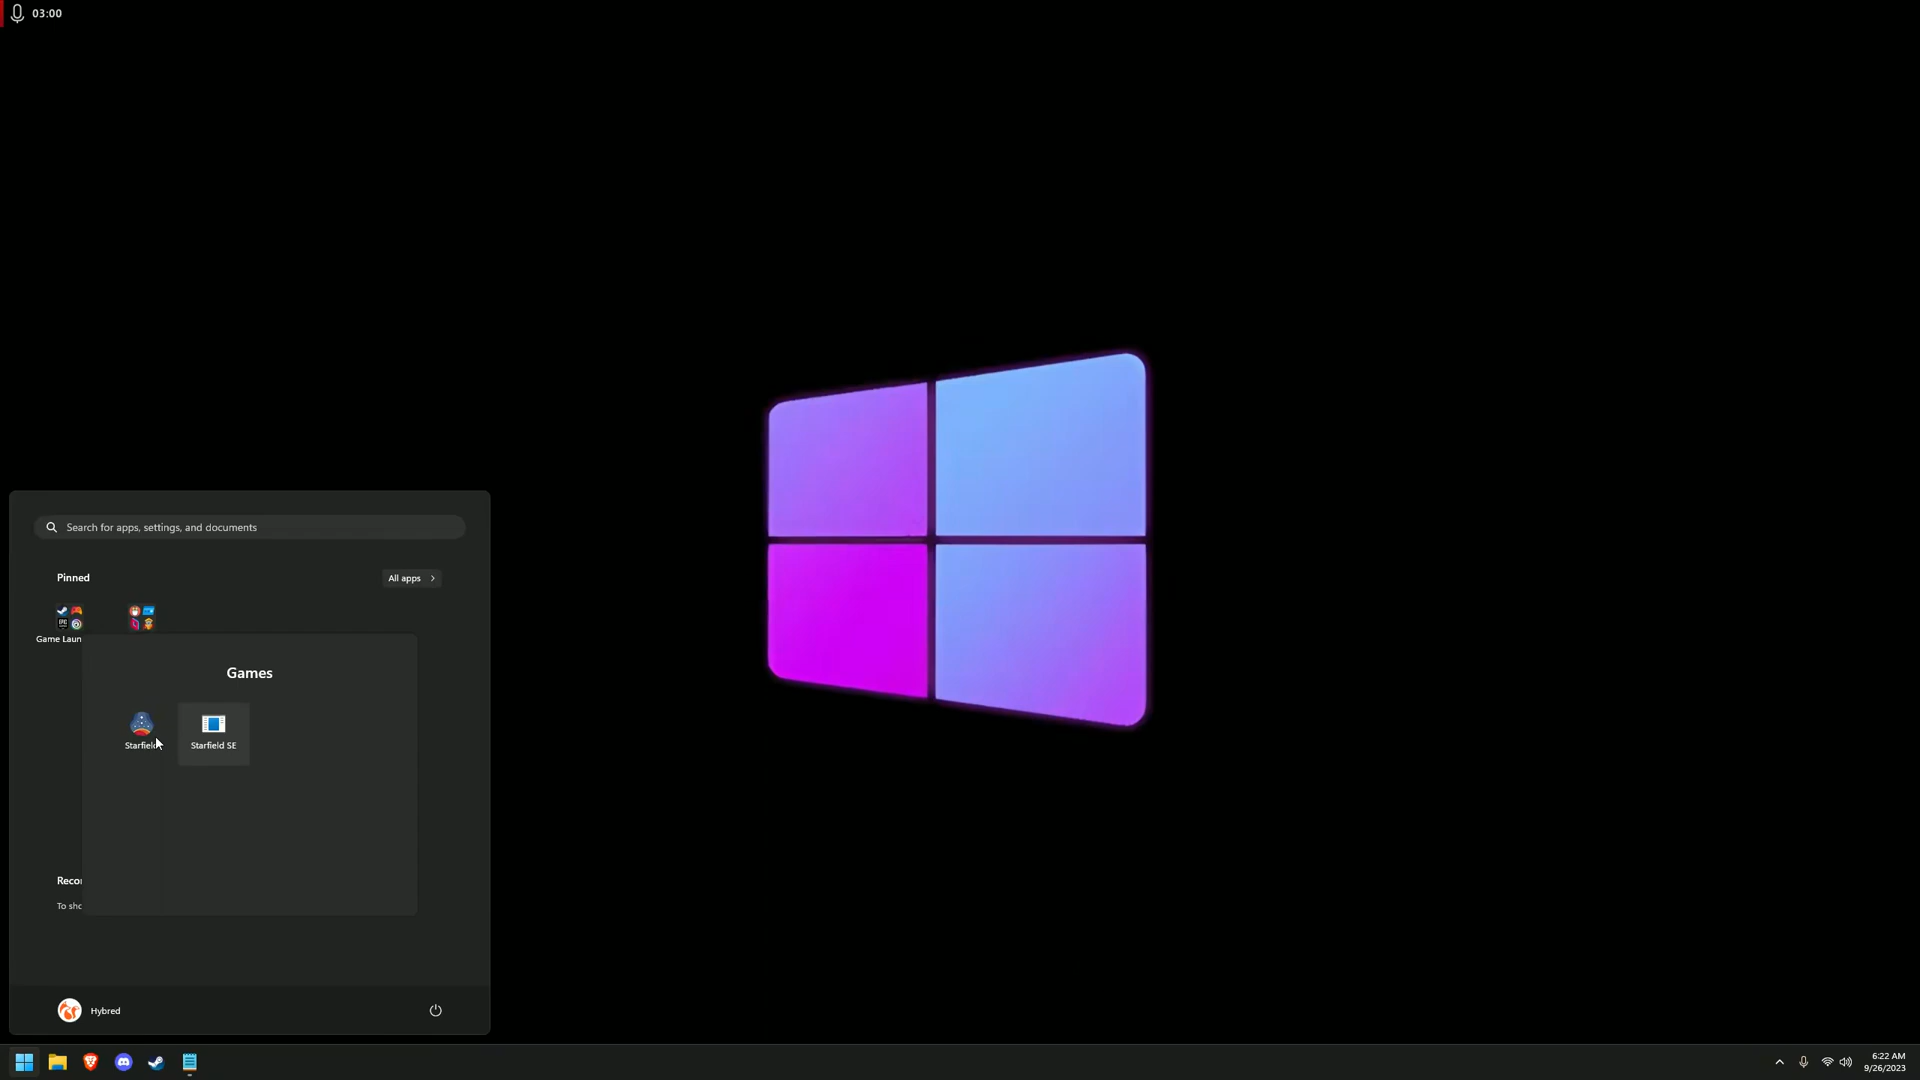 03:00
Search for apps, settings, and documents
Pinned
All apps
Game Laun
Games
Starfield
Starfield SE
Reco
To sho
Hybred
6:22 AM
9/26/2023